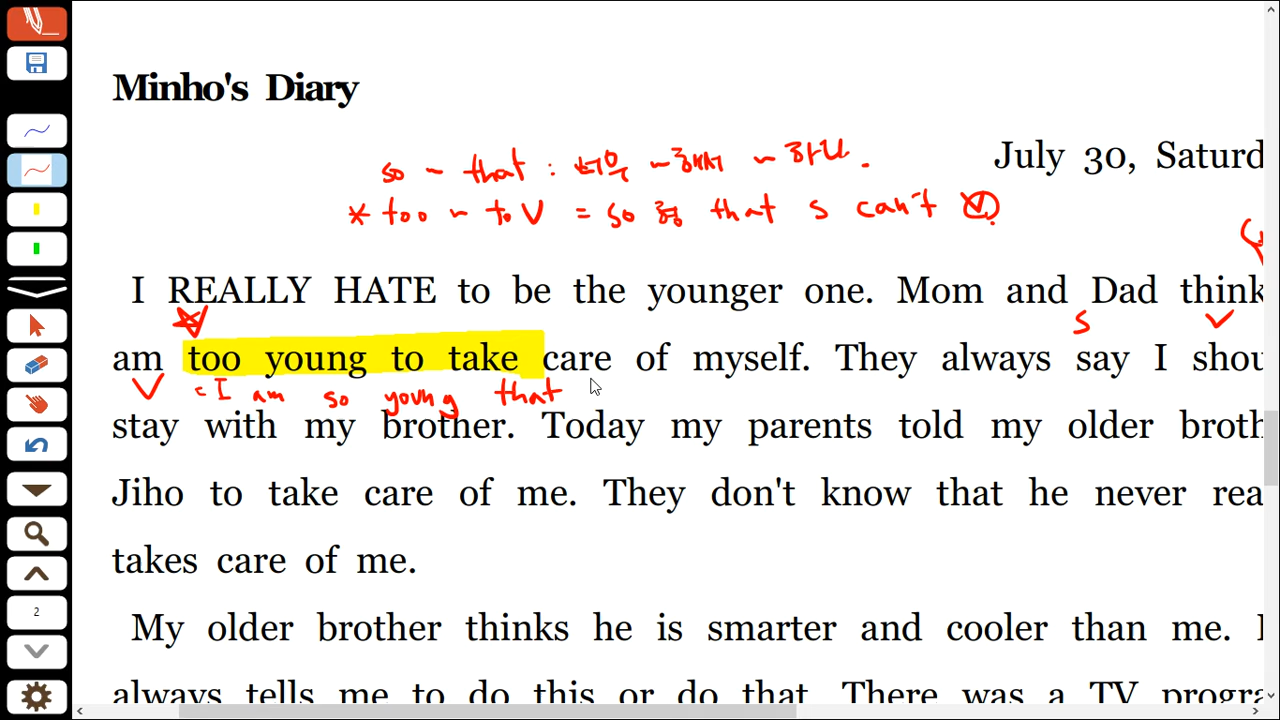 Minho's Diary
so ~ that : 너무 ~해서 ~하다.
July 30, Saturd
* too ~ to V = so 형 that s can't V.
I REALLY HATE to be the younger one. Mom and Dad think
s
am too young to take care of myself. They always say I shou
V = I am so young that
stay with my brother. Today my parents told my older broth
Jiho to take care of me. They don't know that he never rea
takes care of me.
My older brother thinks he is smarter and cooler than me.
always tells me to do this or do that. There was a TV progra
2